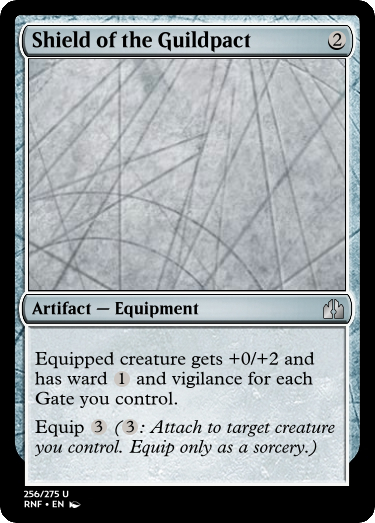 Shield of the Guildpact 2
Artifact — Equipment
Equipped creature gets +0/+2 and
has ward 1 and vigilance for each
Gate you control.
Equip 3 (3: Attach to target creature
you control. Equip only as a sorcery.)
256/275 U
RNF • EN